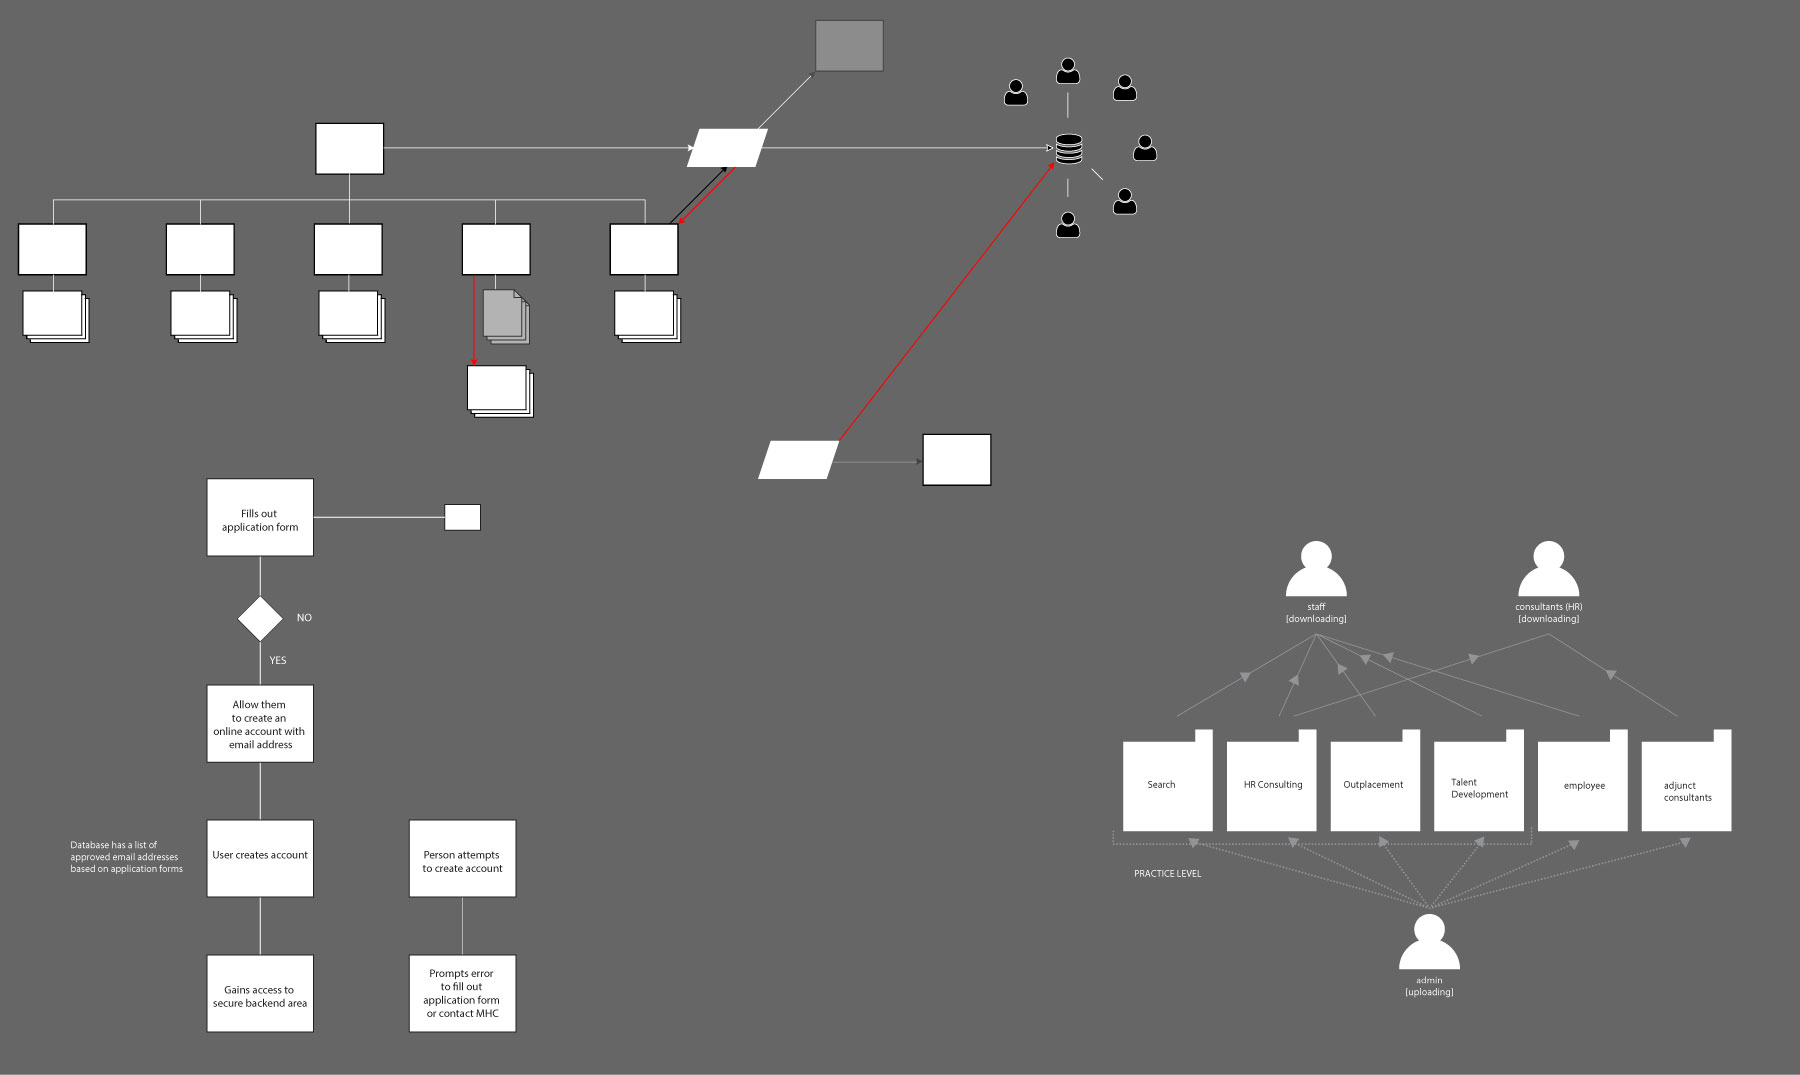 Fills out
application form
NO
YES
Allow them
to create an
online account with
email address
Database has a list of
approved email addresses
based on application forms
User creates account
Person attempts
to create account
Gains access to
secure backend area
Prompts error
to fill out
application form
or contact MHC
staff
[downloading]
consultants (HR)
[downloading]
Search
HR Consulting
Outplacement
Talent
Development
employee
adjunct
consultants
PRACTICE LEVEL
admin
[uploading]